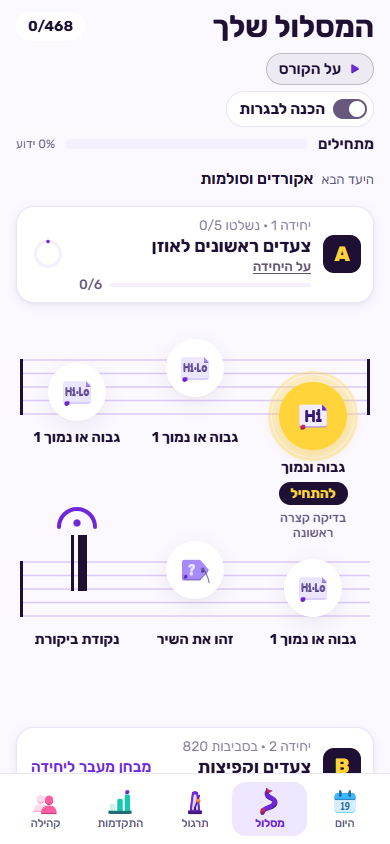 המסלול שלך
0/468
על הקורס
הכנה לבגרות
מתחילים
0% ידוע
היעד הבא אקורדים וסולמות
A
יחידה 1 • נשלטו 0/5
צעדים ראשונים לאוזן
על היחידה
0/6
Hi
Hi·Lo
Hi·Lo
גבוה ונמוך
גבוה או נמוך 1
גבוה או נמוך 1
להתחיל
בדיקה קצרה
ראשונה
Hi·Lo
?
גבוה או נמוך 1
זהו את השיר
נקודת ביקורת
B
יחידה 2 • בסביבות 820
צעדים וקפיצות
מבחן מעבר ליחידה
19
היום
מסלול
תרגול
התקדמות
קהילה